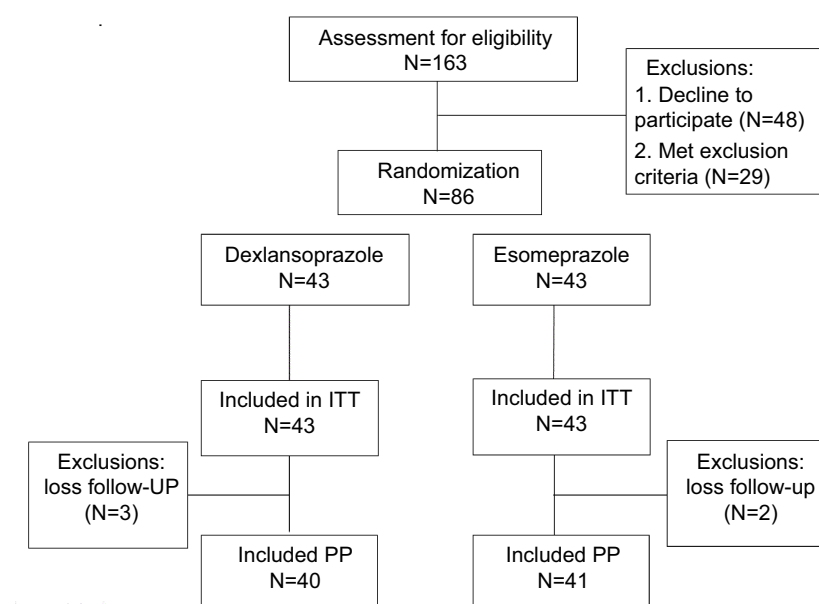 Assessment for eligibility
N=163
Exclusions:
1. Decline to
participate (N=48)
2. Met exclusion
criteria (N=29)
Randomization
N=86
Dexlansoprazole
N=43
Esomeprazole
N=43
Included in ITT
N=43
Included in ITT
N=43
Exclusions:
loss follow-UP
(N=3)
Exclusions:
loss follow-up
(N=2)
Included PP
N=40
Included PP
N=41